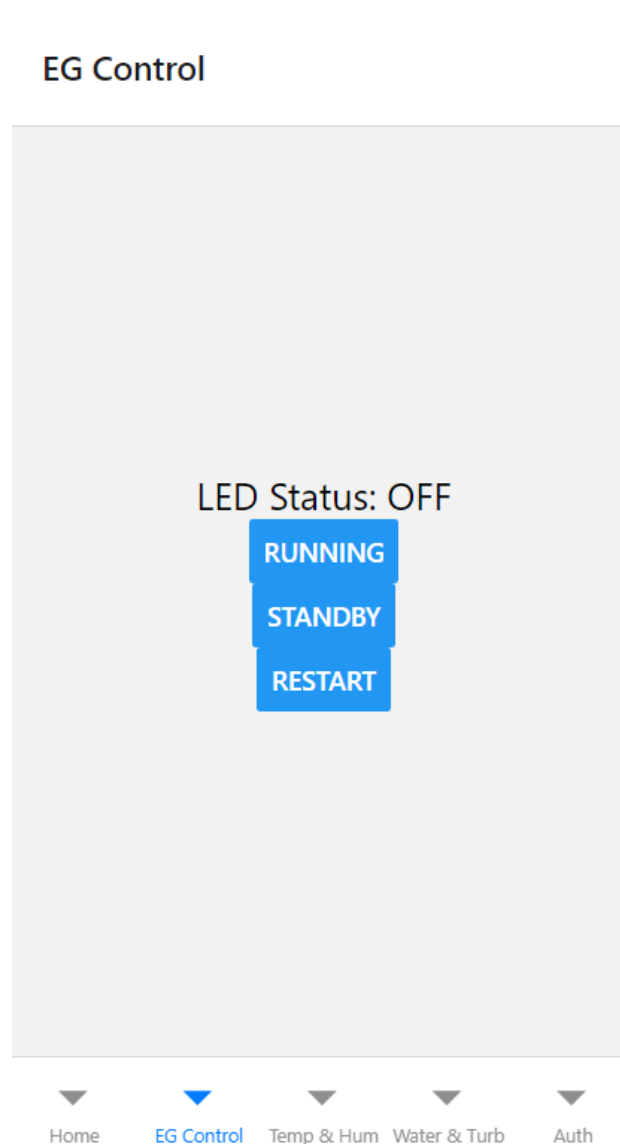 EG Control
LED Status: OFF
RUNNING
STANDBY
RESTART
Home EG Control Temp & Hum Water & Turb Auth